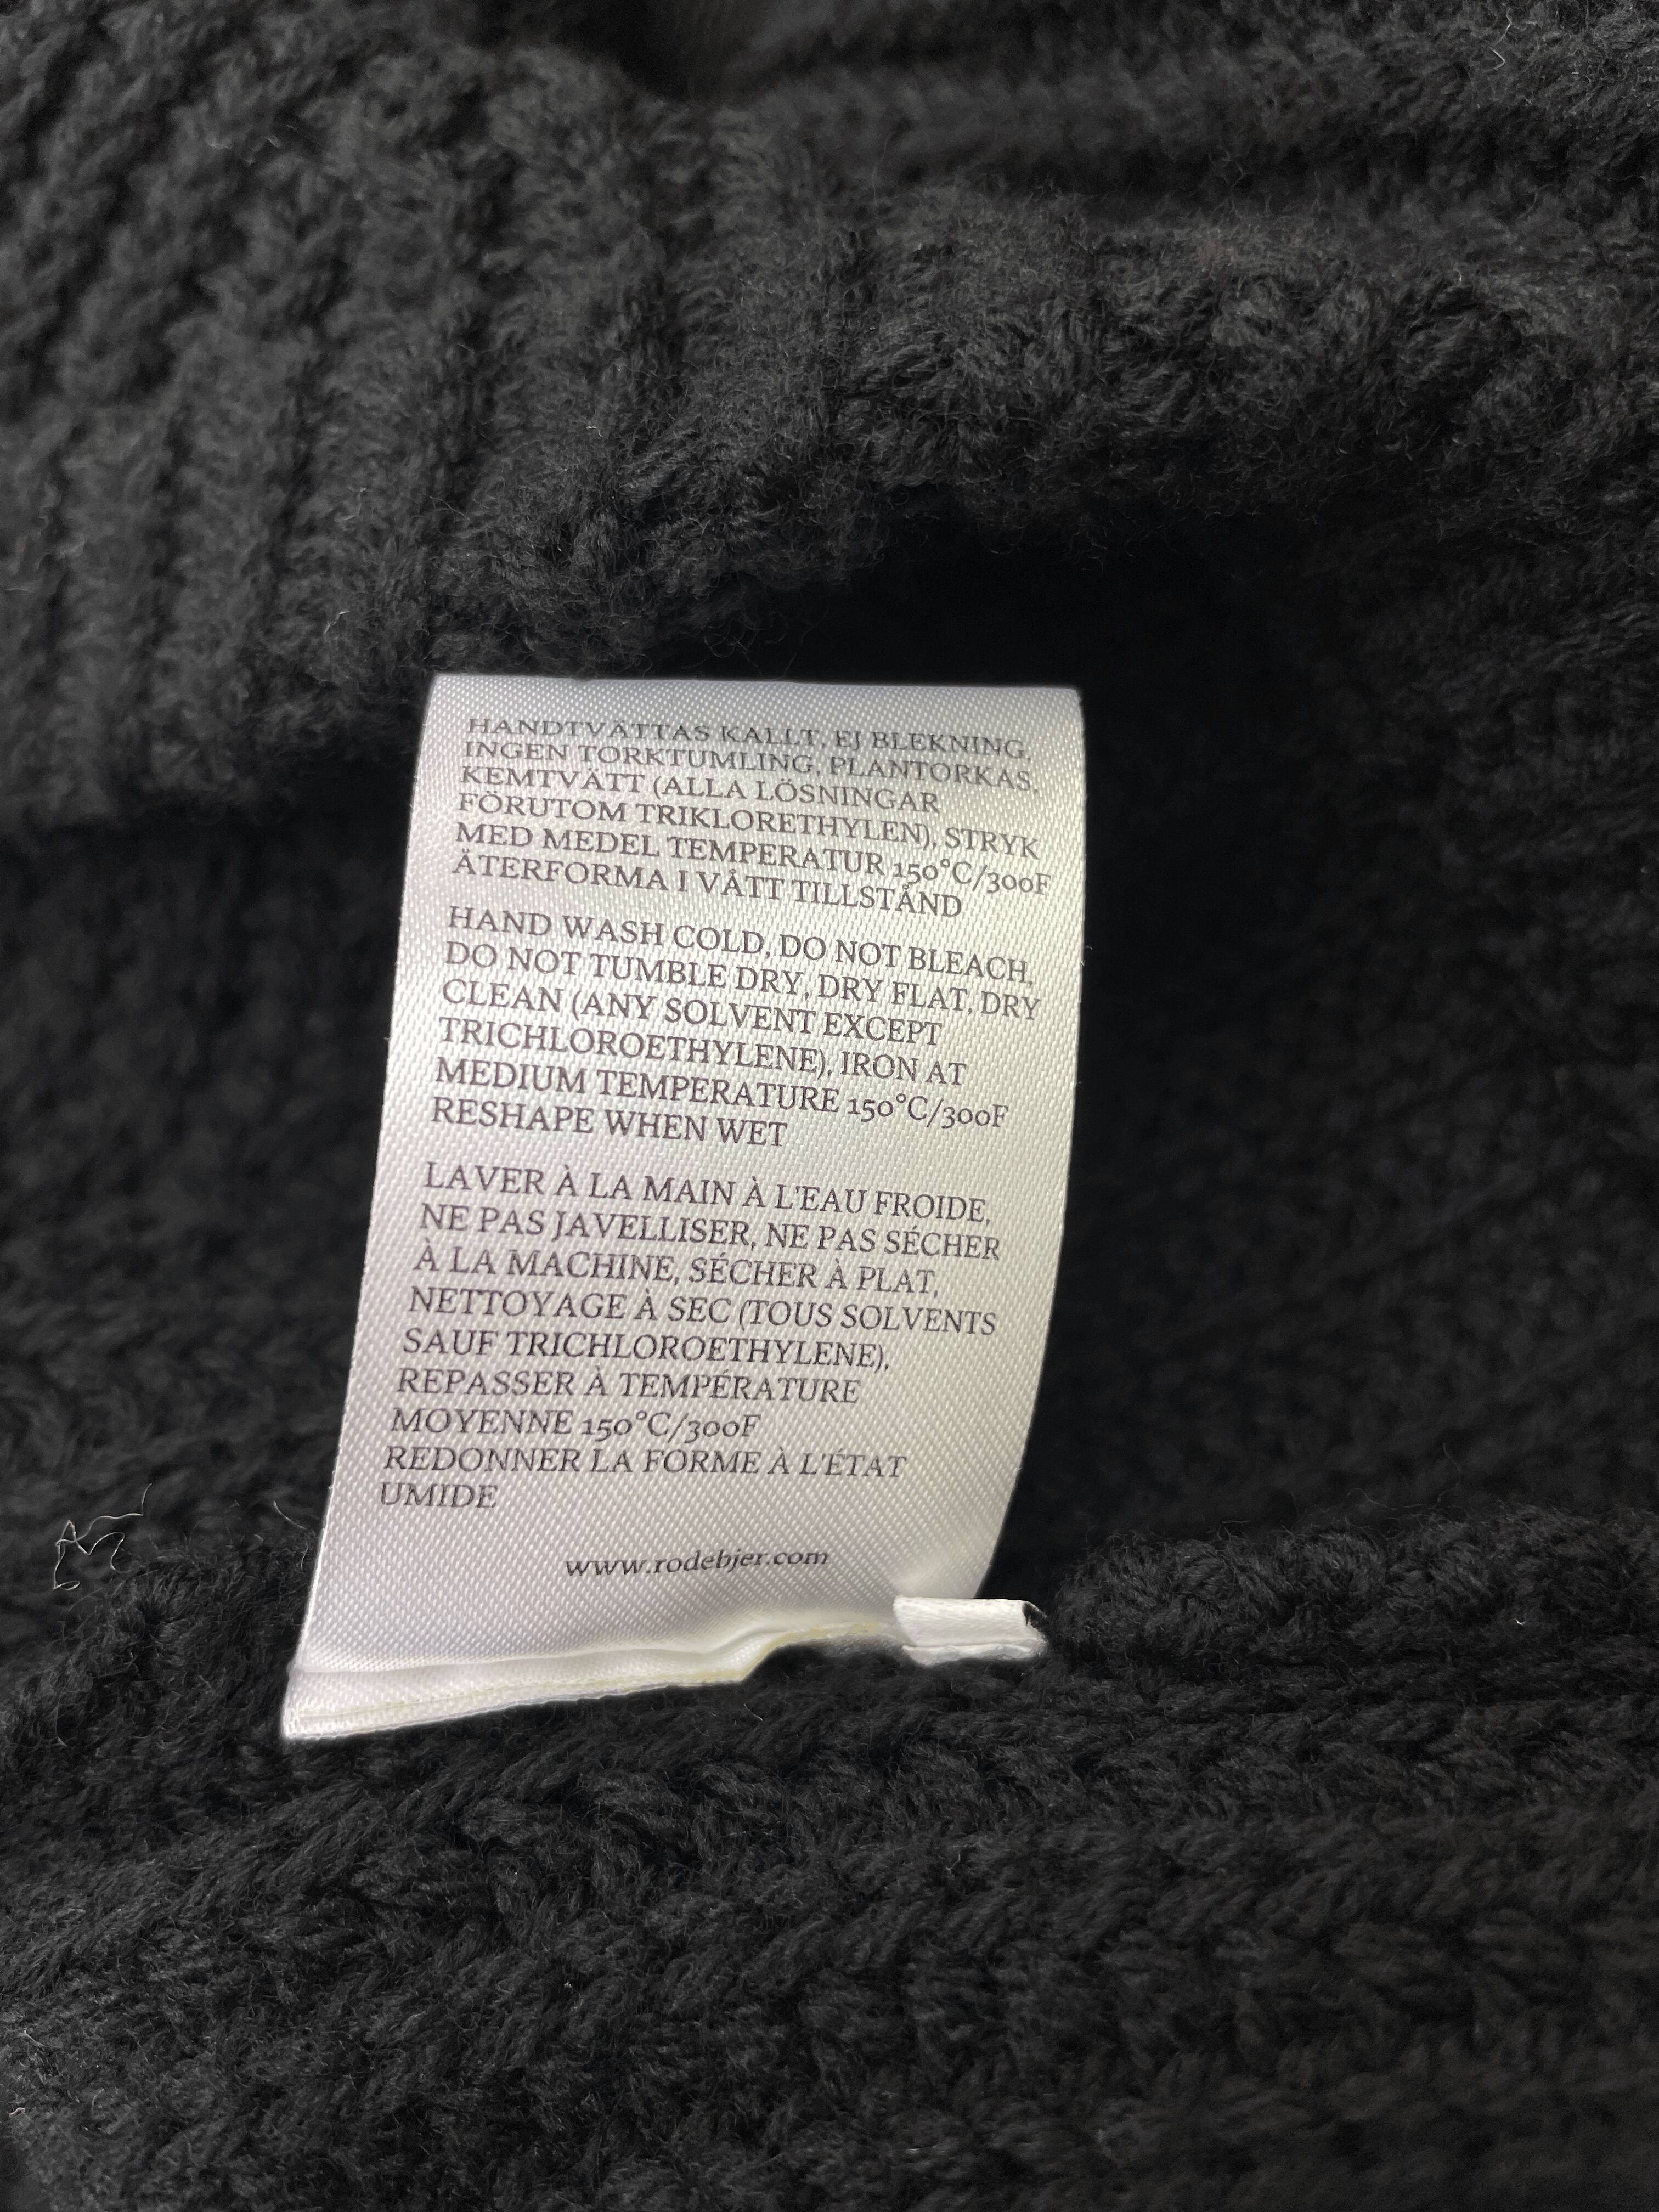 HANDTVÄTTAS KALLT, EJ BLEKNING,
INGEN TORKTUMLING, PLANTORKAS,
KEMTVÄTT (ALLA LÖSNINGAR
FÖRUTOM TRIKLORETHYLEN), STRYK
MED MEDEL TEMPERATUR 150°C/300F
ÅTERFORMA I VÅTT TILLSTÅND
HAND WASH COLD, DO NOT BLEACH,
DO NOT TUMBLE DRY, DRY FLAT, DRY
CLEAN (ANY SOLVENT EXCEPT
TRICHLOROETHYLENE), IRON AT
MEDIUM TEMPERATURE 150°C/300F
RESHAPE WHEN WET
LAVER À LA MAIN À L'EAU FROIDE,
NE PAS JAVELLISER, NE PAS SÉCHER
À LA MACHINE, SÉCHER À PLAT,
NETTOYAGE À SEC (TOUS SOLVENTS
SAUF TRICHLOROETHYLENE),
REPASSER À TEMPÉRATURE
MOYENNE 150°C/300F
REDONNER LA FORME À L'ÉTAT
UMIDE
www.rodebjer.com